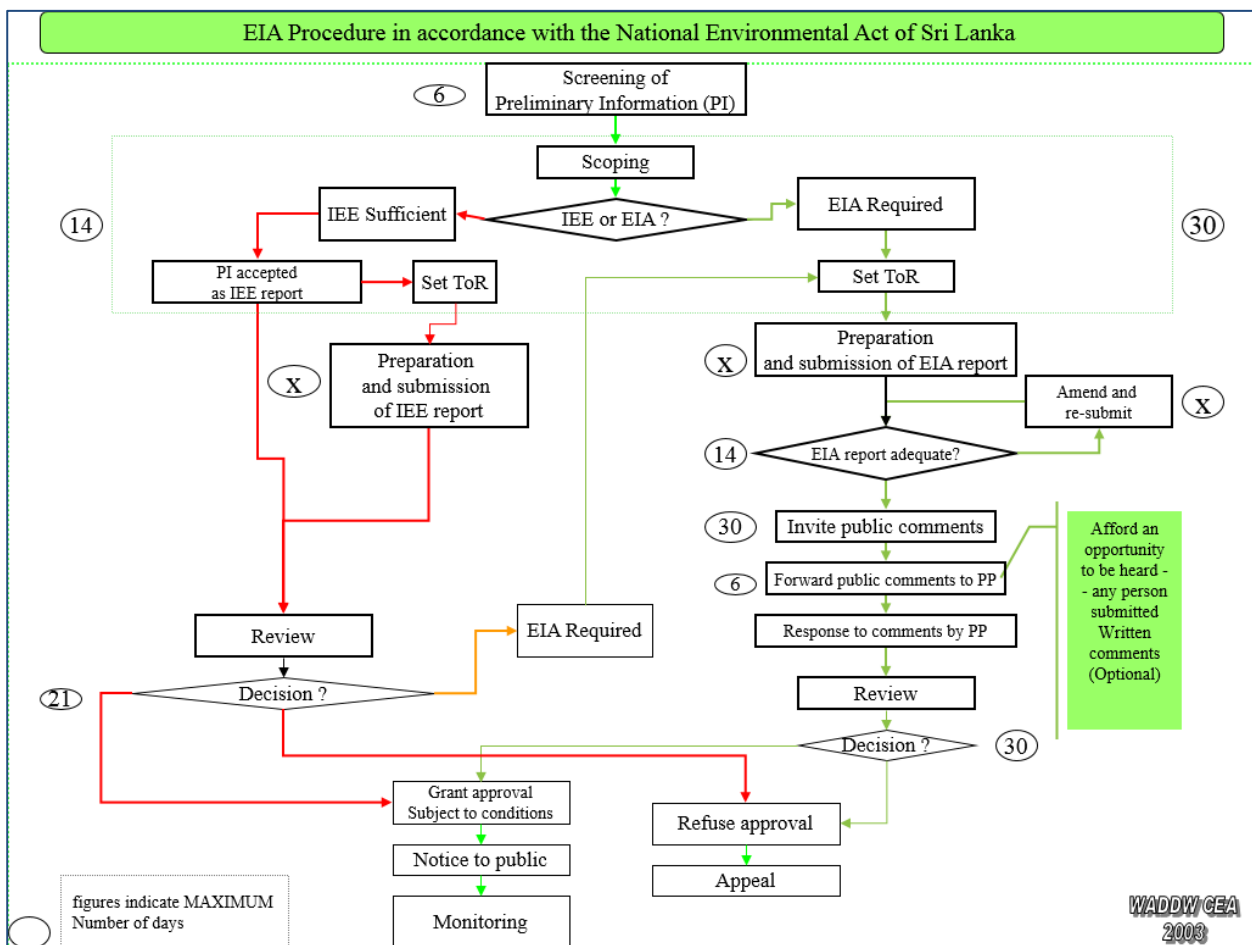 EIA Procedure in accordance with the National Environmental Act of Sri Lanka
6
Screening of
Preliminary Information (PI)
Scoping
14
IEE Sufficient
IEE or EIA ?
EIA Required
30
PI accepted
as IEE report
Set ToR
Set ToR
X
Preparation
and submission
of IEE report
X
Preparation
and submission of EIA report
Amend and
re-submit
X
14
EIA report adequate?
30
Invite public comments
6
Forward public comments to PP
Afford an
opportunity
to be heard -
- any person
submitted
Written
comments
(Optional)
Response to comments by PP
Review
EIA Required
Review
21
Decision ?
Decision ?
30
Grant approval
Subject to conditions
Refuse approval
Notice to public
Appeal
Monitoring
figures indicate MAXIMUM
Number of days
WADDW CEA
2003